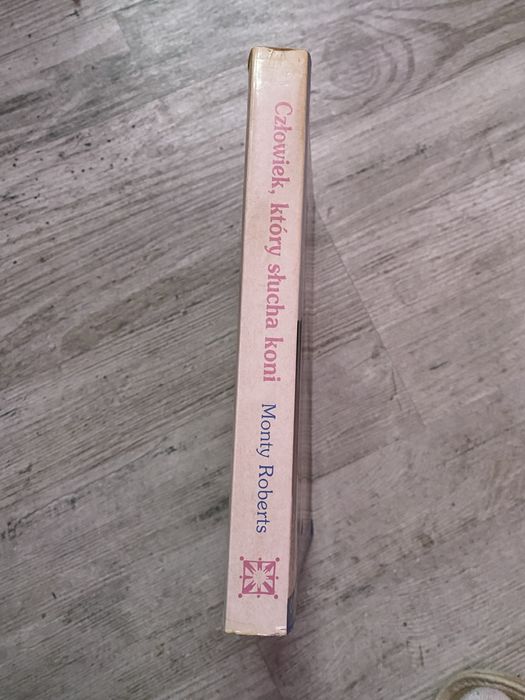 Człowiek, który słucha koni
Monty Roberts